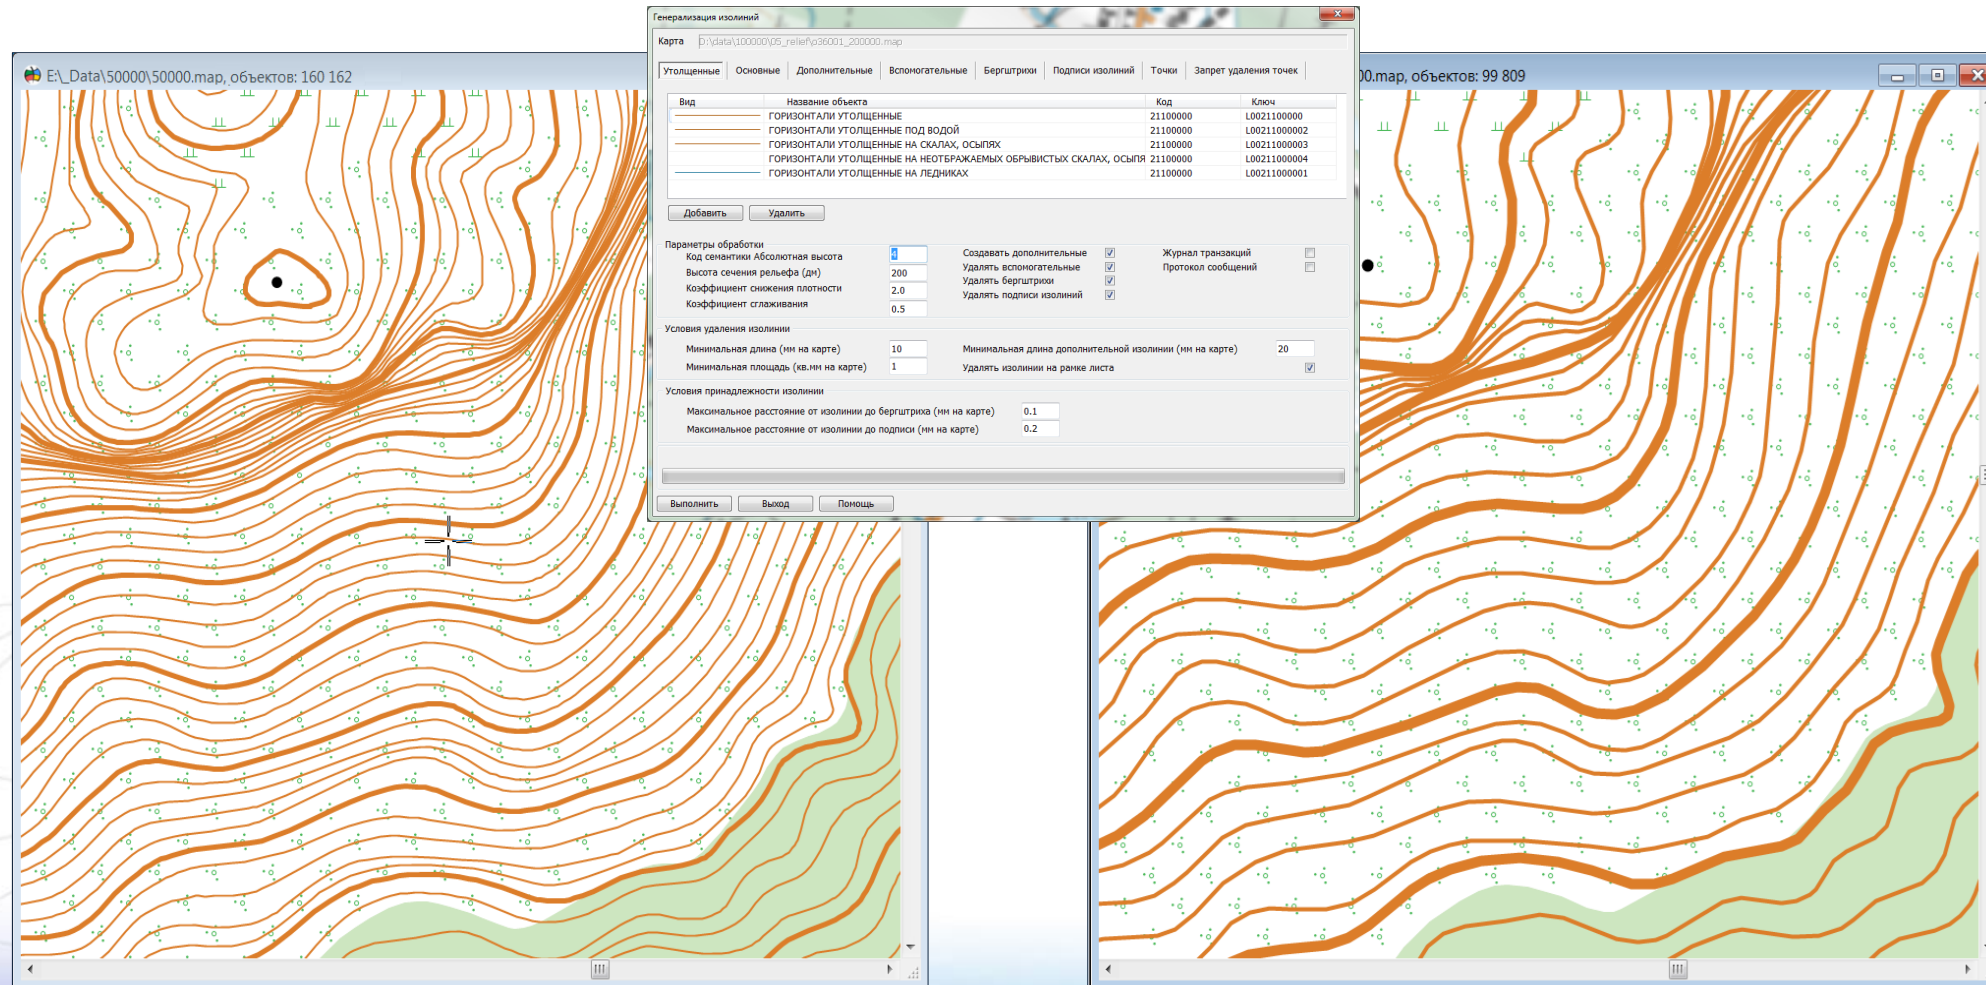 Генерализация изолиний
Карта D:\data\100000\05_relief\p36001_200000.map
E:\_Data\50000\50000.map, объектов: 160 162
00.map, объектов: 99 809
Утолщенные Основные Дополнительные Вспомогательные Бергштрихи Подписи изолиний Точки Запрет удаления точек
Вид Название объекта Код Ключ
ГОРИЗОНТАЛИ УТОЛЩЕННЫЕ 21100000 L0021100000
ГОРИЗОНТАЛИ УТОЛЩЕННЫЕ ПОД ВОДОЙ 21100000 L00211000002
ГОРИЗОНТАЛИ УТОЛЩЕННЫЕ НА СКАЛАХ, ОСЫПЯХ 21100000 L00211000003
ГОРИЗОНТАЛИ УТОЛЩЕННЫЕ НА НЕОТБРАЖАЕМЫХ ОБРЫВИСТЫХ СКАЛАХ, ОСЫПЯ 21100000 L00211000004
ГОРИЗОНТАЛИ УТОЛЩЕННЫЕ НА ЛЕДНИКАХ 21100000 L00211000001
Добавить Удалить
Параметры обработки
Код семантики Абсолютная высота 4 Создавать дополнительные Журнал транзакций
Высота сечения рельефа (дм) 200 Удалять вспомогательные Протокол сообщений
Коэффициент снижения плотности 2.0 Удалять бергштрихи
Коэффициент сглаживания 0.5 Удалять подписи изолиний
Условия удаления изолинии
Минимальная длина (мм на карте) 10 Минимальная длина дополнительной изолинии (мм на карте) 20
Минимальная площадь (кв.мм на карте) 1 Удалять изолинии на рамке листа
Условия принадлежности изолинии
Максимальное расстояние от изолинии до бергштриха (мм на карте) 0.1
Максимальное расстояние от изолинии до подписи (мм на карте) 0.2
Выполнить Выход Помощь